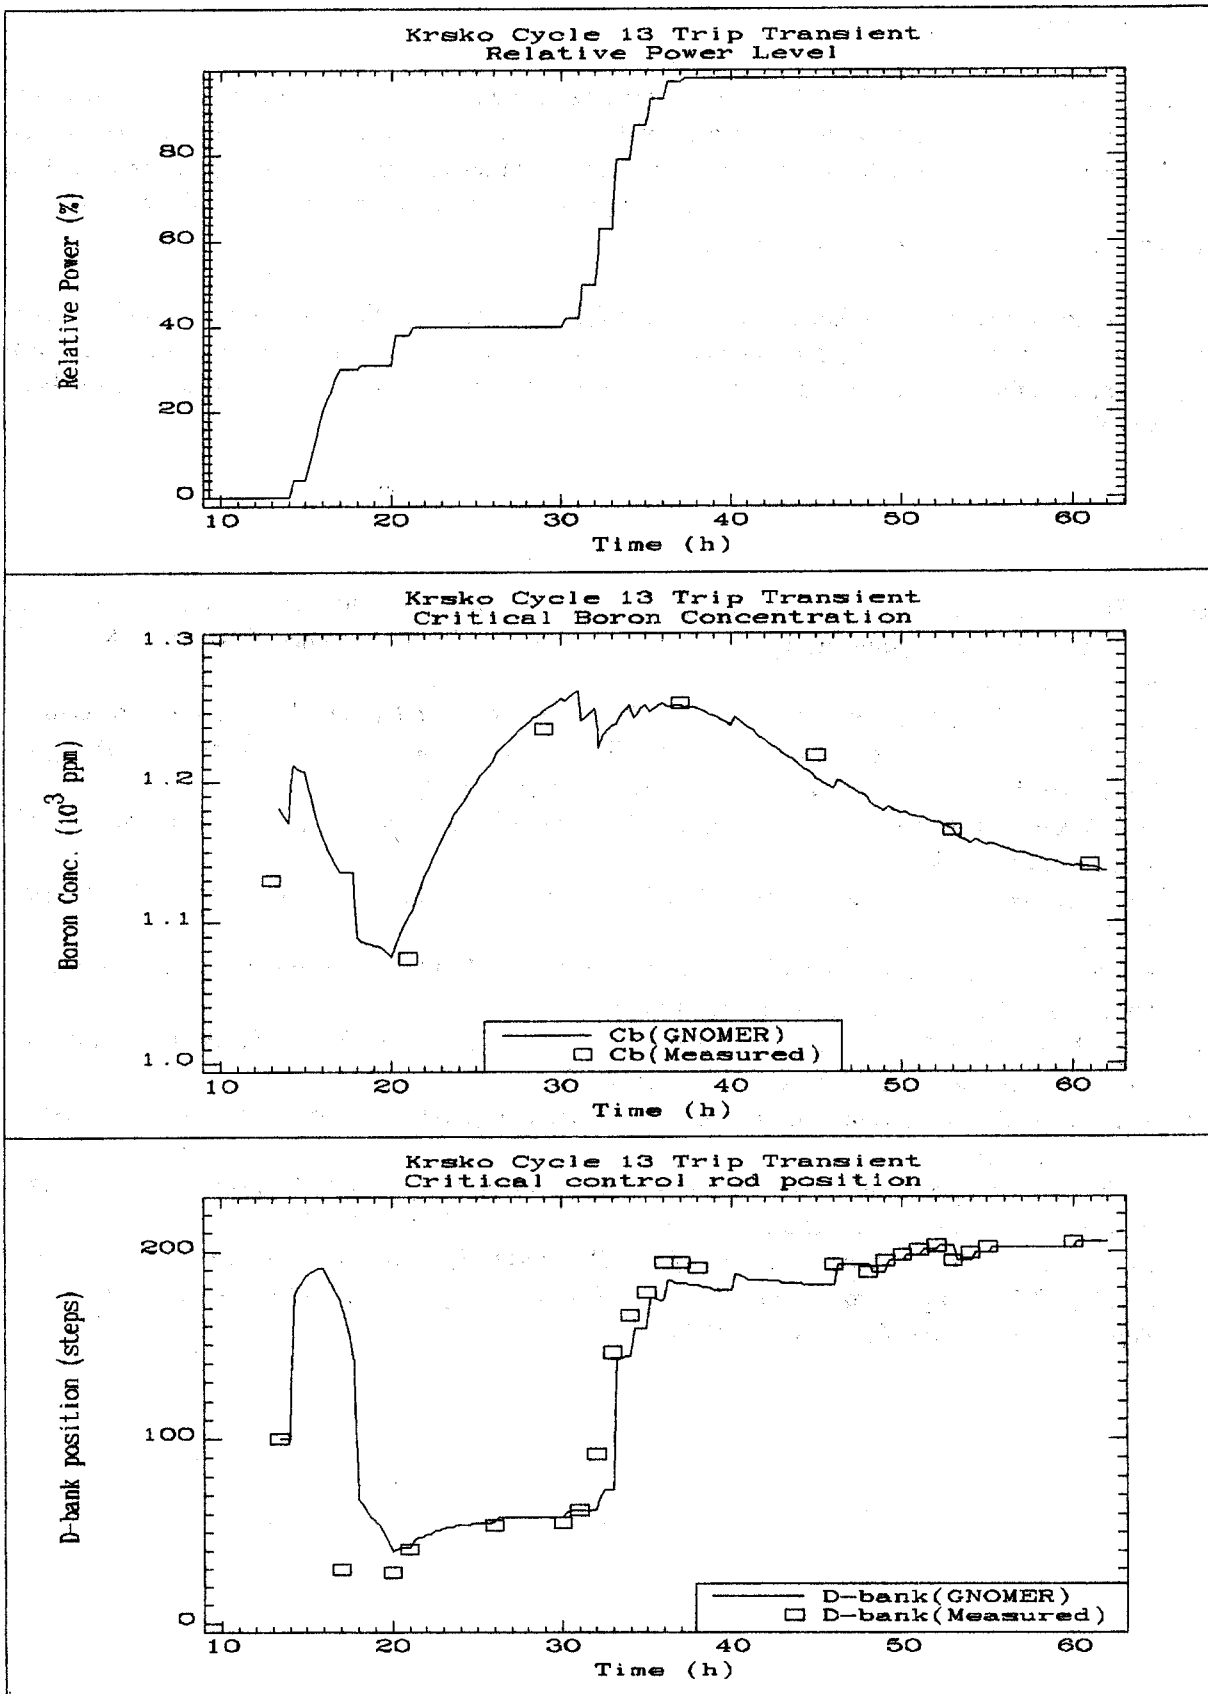 Krsko Cycle 13 Trip Transient
Relative Power Level
Relative Power (%)
80
60
40
20
0
10 20 30 40 50 60
Time (h)
Krsko Cycle 13 Trip Transient
Critical Boron Concentration
Boron Conc. (10^3 ppm)
1.3
1.2
1.1
1.0
Cb(GNOMER)
Cb(Measured)
10 20 30 40 50 60
Time (h)
Krsko Cycle 13 Trip Transient
Critical control rod position
D-bank position (steps)
200
100
0
D-bank(GNOMER)
D-bank(Measured)
10 20 30 40 50 60
Time (h)